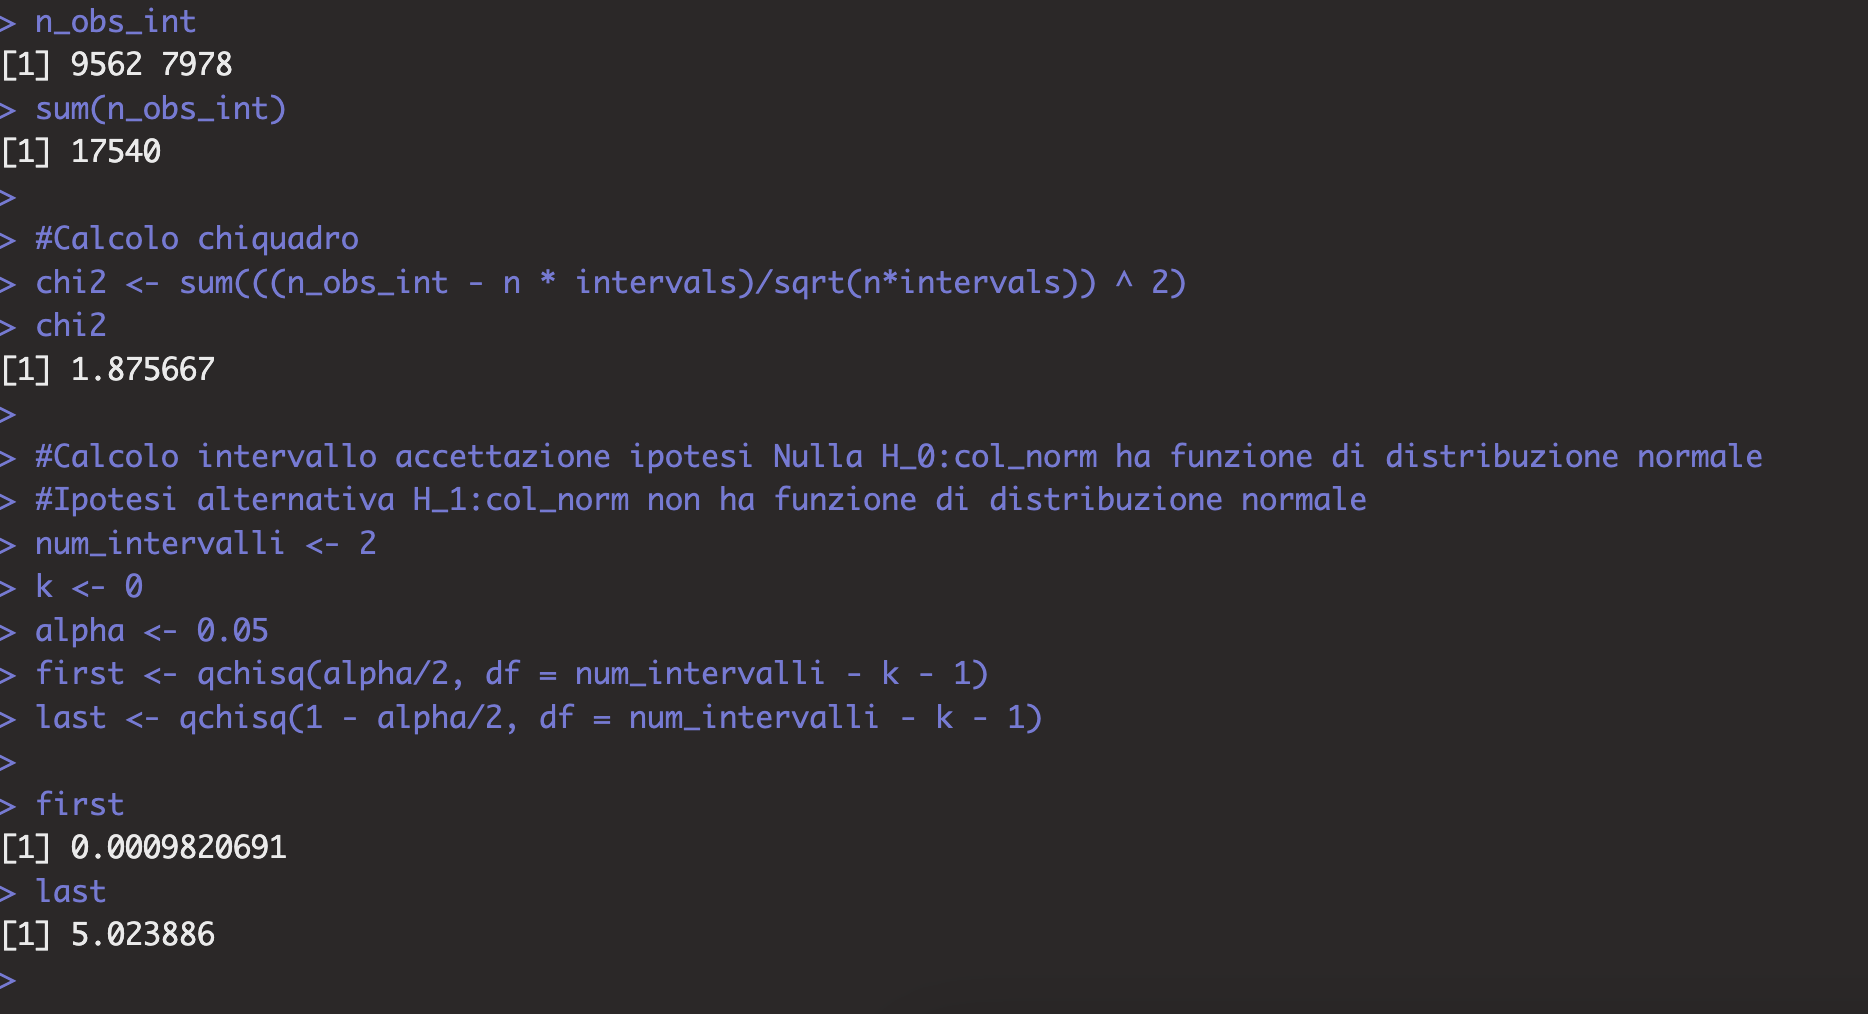 > n_obs_int
[1] 9562 7978
> sum(n_obs_int)
[1] 17540
>
> #Calcolo chiquadro
> chi2 <- sum(((n_obs_int - n * intervals)/sqrt(n*intervals)) ^ 2)
> chi2
[1] 1.875667
>
> #Calcolo intervallo accettazione ipotesi Nulla H_0:col_norm ha funzione di distribuzione normale
> #Ipotesi alternativa H_1:col_norm non ha funzione di distribuzione normale
> num_intervalli <- 2
> k <- 0
> alpha <- 0.05
> first <- qchisq(alpha/2, df = num_intervalli - k - 1)
> last <- qchisq(1 - alpha/2, df = num_intervalli - k - 1)
>
> first
[1] 0.0009820691
> last
[1] 5.023886
>